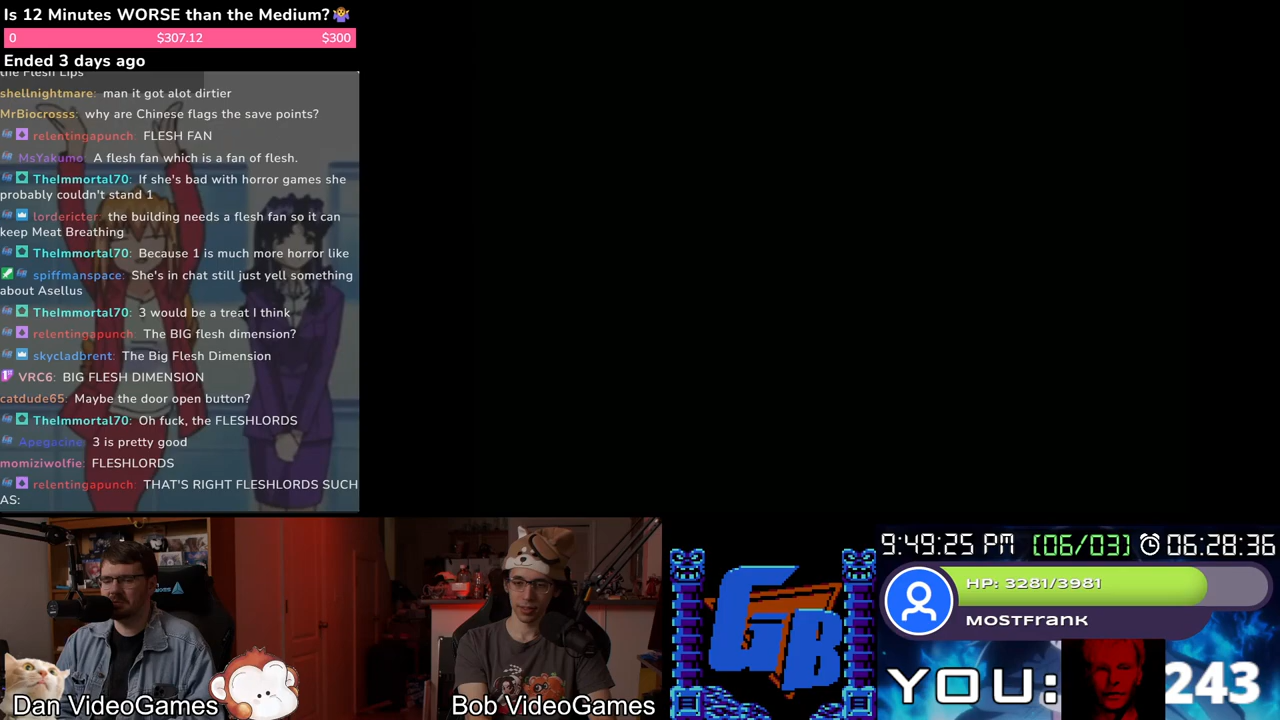 Is 12 Minutes WORSE than the Medium?🤷
0 $307.12 $300
Ended 3 days ago
the Flesh Lips
shellnightmare: man it got alot dirtier
MrBiocrosss: why are Chinese flags the save points?
relentingapunch: FLESH FAN
MsYakumo: A flesh fan which is a fan of flesh.
TheImmortal70: If she's bad with horror games she
probably couldn't stand 1
lordericter: the building needs a flesh fan so it can
keep Meat Breathing
TheImmortal70: Because 1 is much more horror like
spiffmanspace: She's in chat still just yell something
about Asellus
TheImmortal70: 3 would be a treat I think
relentingapunch: The BIG flesh dimension?
skycladbrent: The Big Flesh Dimension
VRC6: BIG FLESH DIMENSION
catdude65: Maybe the door open button?
TheImmortal70: Oh fuck, the FLESHLORDS
Apegacine: 3 is pretty good
momiziwolfie: FLESHLORDS
relentingapunch: THAT'S RIGHT FLESHLORDS SUCH
AS:
Dan VideoGames
Bob VideoGames
GB
9:49:25 PM [06/03] 06:28:36
HP: 3281/3981
MostFrank
YOU: 243